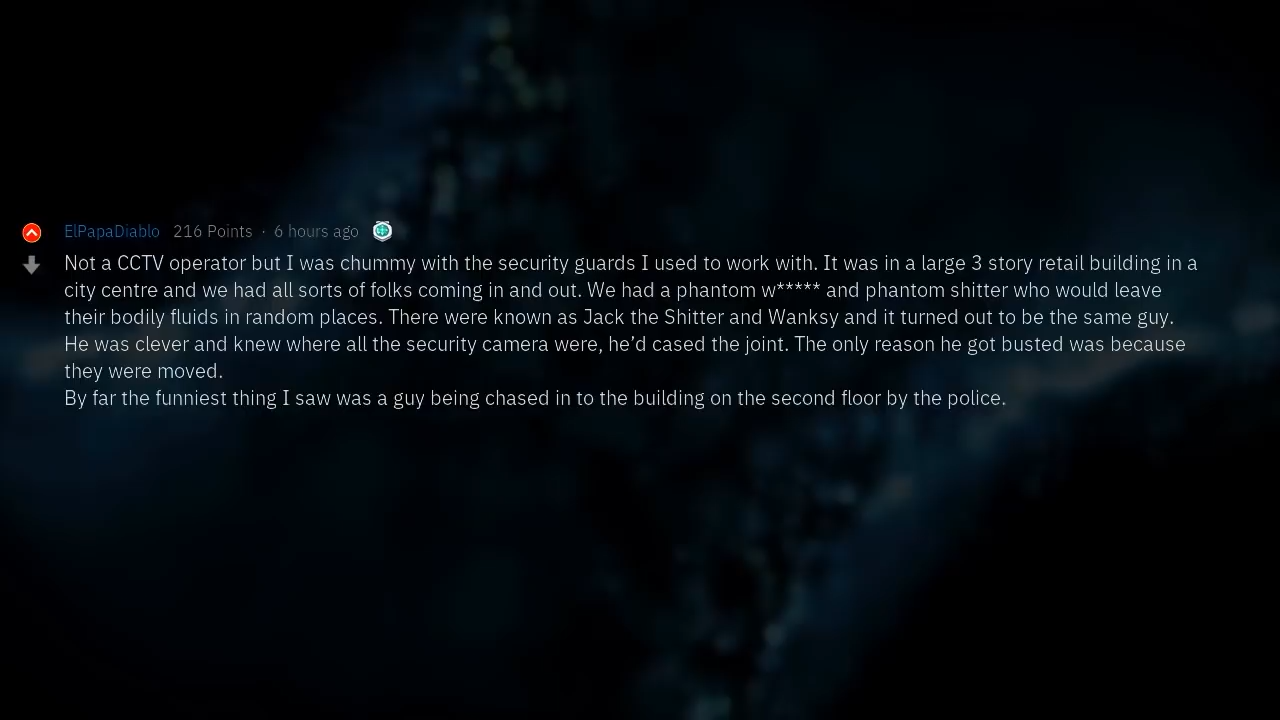 ElPapaDiablo 216 Points · 6 hours ago
Not a CCTV operator but I was chummy with the security guards I used to work with. It was in a large 3 story retail building in a
city centre and we had all sorts of folks coming in and out. We had a phantom w***** and phantom shitter who would leave
their bodily fluids in random places. There were known as Jack the Shitter and Wanksy and it turned out to be the same guy.
He was clever and knew where all the security camera were, he’d cased the joint. The only reason he got busted was because
they were moved.
By far the funniest thing I saw was a guy being chased in to the building on the second floor by the police.